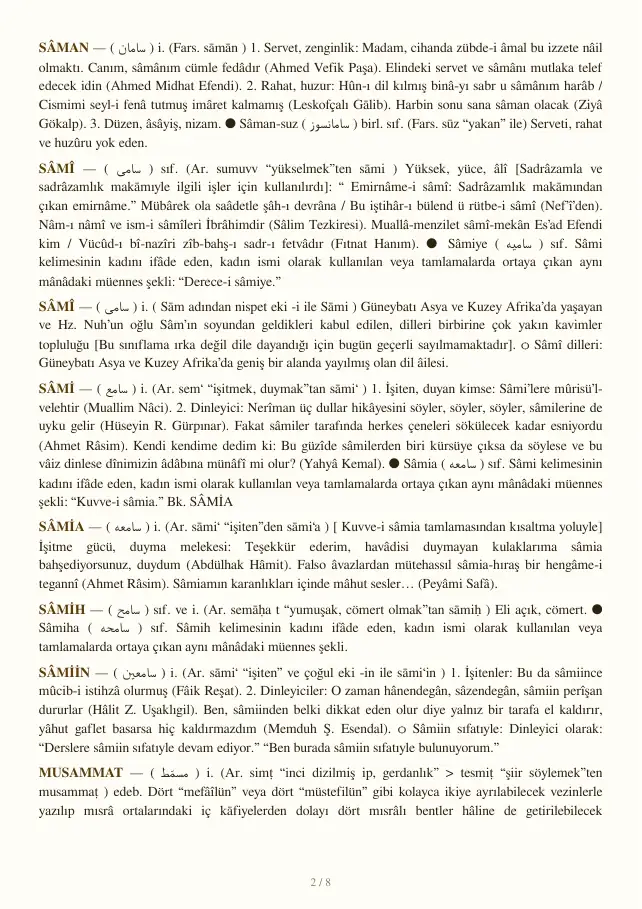 SÂMAN — ( سامان ) i. (Fars. sāmān ) 1. Servet, zenginlik: Madam, cihanda zübde-i âmal bu izzete nâil
olmaktı. Canım, sâmânım cümle fedâdır (Ahmed Vefik Paşa). Elindeki servet ve sâmânı mutlaka telef
edecek idin (Ahmed Midhat Efendi). 2. Rahat, huzur: Hûn-ı dil kılmış binâ-yı sabr u sâmânım harâb /
Cismimi seyl-i fenâ tutmuş imâret kalmamış (Leskofçalı Gâlib). Harbin sonu sana sâman olacak (Ziyâ
Gökalp). 3. Düzen, âsâyiş, nizam. ● Sâman-suz ( سامانسوز ) birl. sıf. (Fars. sūz “yakan” ile) Serveti, rahat
ve huzûru yok eden.
SÂMÎ — ( سامی ) sıf. (Ar. sumuvv “yükselmek”ten sāmi ) Yüksek, yüce, âlî [Sadrâzamla ve
sadrâzamlık makāmıyle ilgili işler için kullanılırdı]: “ Emirnâme-i sâmî: Sadrâzamlık makāmından
çıkan emirnâme.” Mübârek ola saâdetle şâh-ı devrâna / Bu iştihâr-ı bülend ü rütbe-i sâmî (Nef’î’den).
Nâm-ı nâmî ve ism-i sâmîleri İbrâhimdir (Sâlim Tezkiresi). Muallâ-menzilet sâmî-mekân Es’ad Efendi
kim / Vücûd-ı bî-nazîri zîb-bahş-ı sadr-ı fetvâdır (Fıtnat Hanım). ● Sâmiye ( ساميه ) sıf. Sâmi
kelimesinin kadını ifâde eden, kadın ismi olarak kullanılan veya tamlamalarda ortaya çıkan aynı
mânâdaki müennes şekli: “Derece-i sâmiye.”
SÂMÎ — ( سامی ) i. ( Sām adından nispet eki -i ile Sāmi ) Güneybatı Asya ve Kuzey Afrika’da yaşayan
ve Hz. Nuh’un oğlu Sâm’ın soyundan geldikleri kabul edilen, dilleri birbirine çok yakın kavimler
topluluğu [Bu sınıflama ırka değil dile dayandığı için bugün geçerli sayılmamaktadır]. ο Sâmî dilleri:
Güneybatı Asya ve Kuzey Afrika’da geniş bir alanda yayılmış olan dil âilesi.
SÂMİ — ( سامع ) i. (Ar. sem‘ “işitmek, duymak”tan sāmi‘ ) 1. İşiten, duyan kimse: Sâmi’lere mûrisü’l-
velehtir (Muallim Nâci). 2. Dinleyici: Nerîman üç dullar hikâyesini söyler, söyler, söyler, sâmilerine de
uyku gelir (Hüseyin R. Gürpınar). Fakat sâmiler tarafında herkes çeneleri sökülecek kadar esniyordu
(Ahmet Râsim). Kendi kendime dedim ki: Bu güzîde sâmilerden biri kürsüye çıksa da söylese ve bu
vâiz dinlese dînimizin âdâbına münâfî mi olur? (Yahyâ Kemal). ● Sâmia ( سامعه ) sıf. Sâmi kelimesinin
kadını ifâde eden, kadın ismi olarak kullanılan veya tamlamalarda ortaya çıkan aynı mânâdaki müennes
şekli: “Kuvve-i sâmia.” Bk. SÂMİA
SÂMİA — ( سامعه ) i. (Ar. sāmi‘ “işiten”den sāmi‘a ) [ Kuvve-i sâmia tamlamasından kısaltma yoluyle]
İşitme gücü, duyma melekesi: Teşekkür ederim, havâdisi duymayan kulaklarıma sâmia
bahşediyorsunuz, duydum (Abdülhak Hâmit). Falso âvazlardan mütehassıl sâmia-hıraş bir hengâme-i
tegannî (Ahmet Râsim). Sâmiamın karanlıkları içinde mâhut sesler… (Peyâmi Safâ).
SÂMİH — ( سامح ) sıf. ve i. (Ar. semāḥa t “yumuşak, cömert olmak”tan sāmiḥ ) Eli açık, cömert. ●
Sâmiha ( سامحه ) sıf. Sâmih kelimesinin kadını ifâde eden, kadın ismi olarak kullanılan veya
tamlamalarda ortaya çıkan aynı mânâdaki müennes şekli.
SÂMİİN — ( سامعين ) i. (Ar. sāmi‘ “işiten” ve çoğul eki -in ile sāmi‘in ) 1. İşitenler: Bu da sâmiince
mûcib-i istihzâ olurmuş (Fâik Reşat). 2. Dinleyiciler: O zaman hânendegân, sâzendegân, sâmiin perîşan
dururlar (Hâlit Z. Uşaklıgil). Ben, sâmiinden belki dikkat eden olur diye yalnız bir tarafa el kaldırır,
yâhut gaflet basarsa hiç kaldırmazdım (Memduh Ş. Esendal). ο Sâmiin sıfatıyle: Dinleyici olarak:
“Derslere sâmiin sıfatıyle devam ediyor.” “Ben burada sâmiin sıfatıyle bulunuyorum.”
MUSAMMAT — ( مسمّط ) i. (Ar. simṭ “inci dizilmiş ip, gerdanlık” > tesmiṭ “şiir söylemek”ten
musammaṭ ) edeb. Dört “mefâîlün” veya dört “müstefilün” gibi kolayca ikiye ayrılabilecek vezinlerle
yazılıp mısrâ ortalarındaki iç kāfiyelerden dolayı dört mısrâlı bentler hâline de getirilebilecek
2 / 8